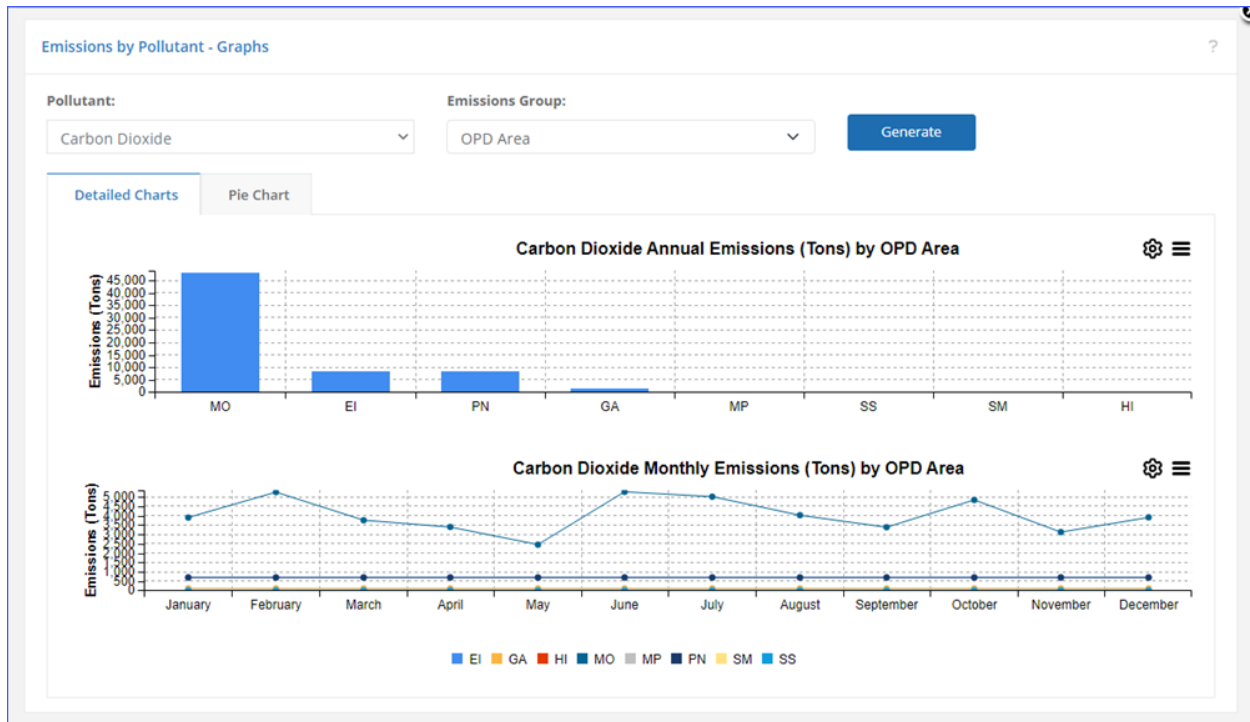 Emissions by Pollutant - Graphs
?
Pollutant:
Emissions Group:
Carbon Dioxide
OPD Area
Generate
Detailed Charts
Pie Chart
Carbon Dioxide Annual Emissions (Tons) by OPD Area
Emissions (Tons)
45,000
40,000
35,000
30,000
25,000
20,000
15,000
10,000
5,000
0
MO EI PN GA MP SS SM HI
Carbon Dioxide Monthly Emissions (Tons) by OPD Area
Emissions (Tons)
5,000
4,500
4,000
3,500
3,000
2,500
2,000
1,500
1,000
500
0
January February March April May June July August September October November December
EI GA HI MO MP PN SM SS